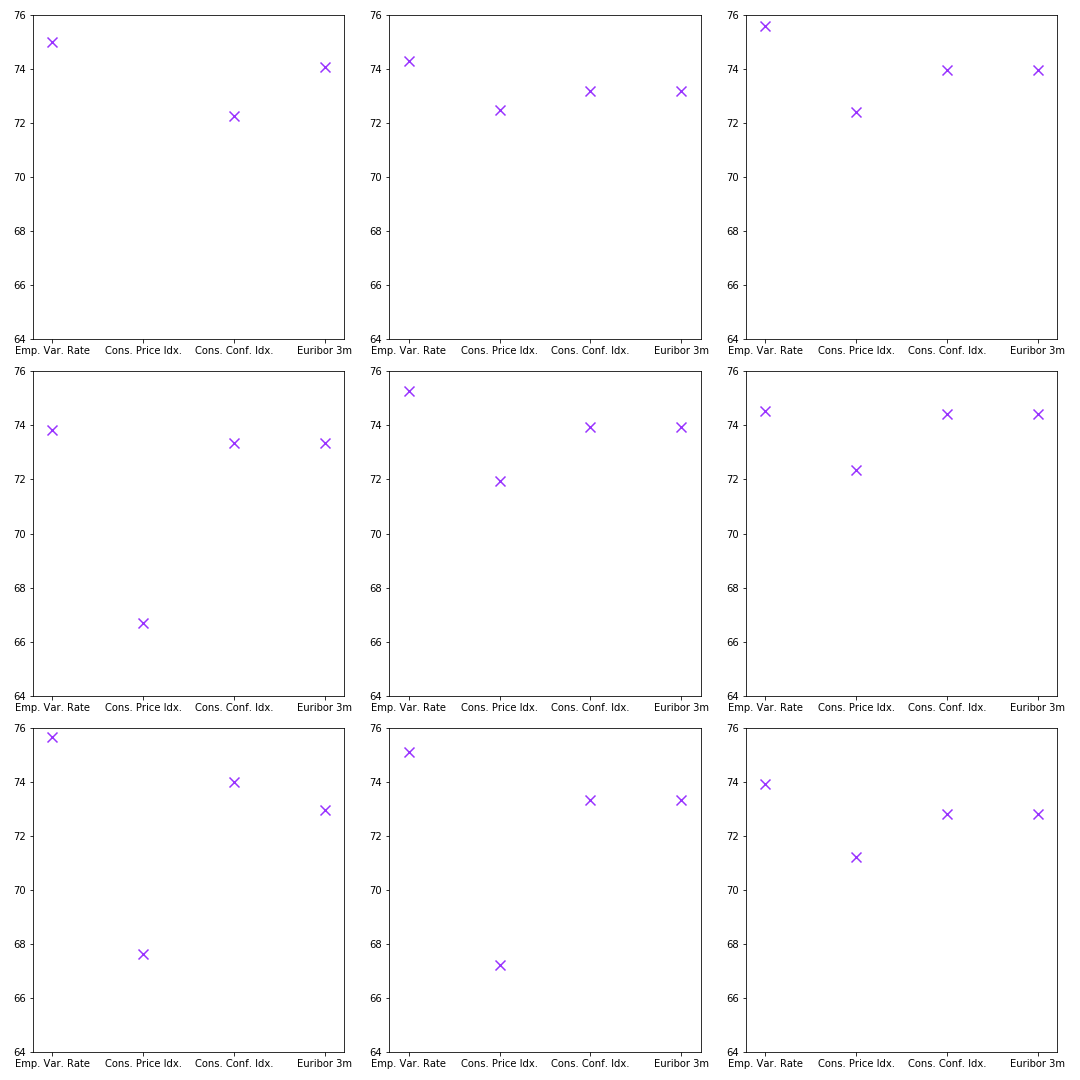 76 76 76
74 74 74
72 72 72
70 70 70
68 68 68
66 66 66
64 64 64
Emp. Var. Rate Cons. Price Idx. Cons. Conf. Idx. Euribor 3m Emp. Var. Rate Cons. Price Idx. Cons. Conf. Idx. Euribor 3m Emp. Var. Rate Cons. Price Idx. Cons. Conf. Idx. Euribor 3m
76 76 76
74 74 74
72 72 72
70 70 70
68 68 68
66 66 66
64 64 64
Emp. Var. Rate Cons. Price Idx. Cons. Conf. Idx. Euribor 3m Emp. Var. Rate Cons. Price Idx. Cons. Conf. Idx. Euribor 3m Emp. Var. Rate Cons. Price Idx. Cons. Conf. Idx. Euribor 3m
76 76 76
74 74 74
72 72 72
70 70 70
68 68 68
66 66 66
64 64 64
Emp. Var. Rate Cons. Price Idx. Cons. Conf. Idx. Euribor 3m Emp. Var. Rate Cons. Price Idx. Cons. Conf. Idx. Euribor 3m Emp. Var. Rate Cons. Price Idx. Cons. Conf. Idx. Euribor 3m